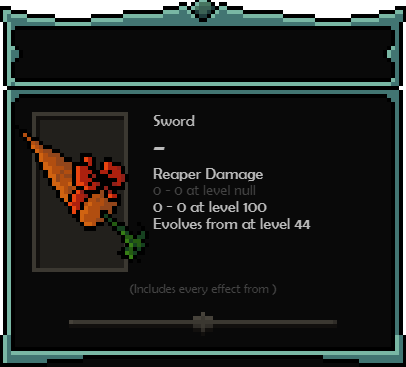 Sword
–
Reaper Damage
0 - 0 at level null
0 - 0 at level 100
Evolves from at level 44
(Includes every effect from )